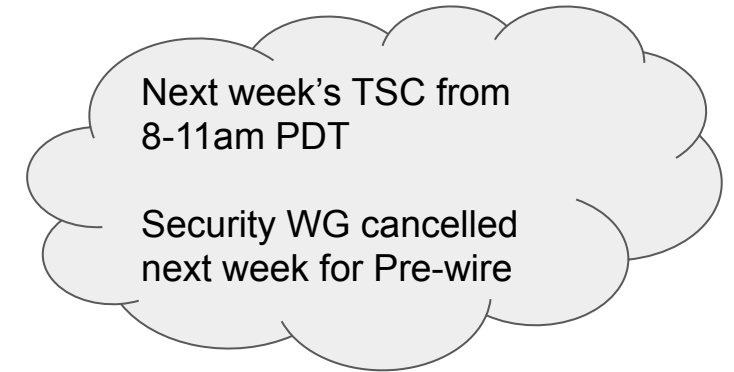 Next week’s TSC from
8-11am PDT
Security WG cancelled
next week for Pre-wire